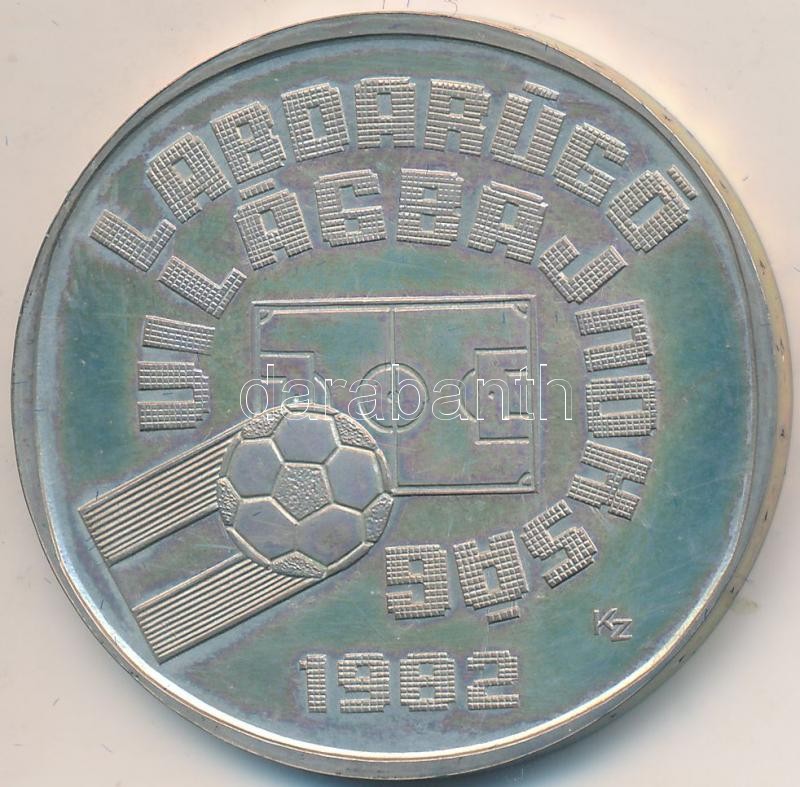 LABDARÚGÓ
VILÁGBAJNOKSÁG
1982
KZ
darabanth